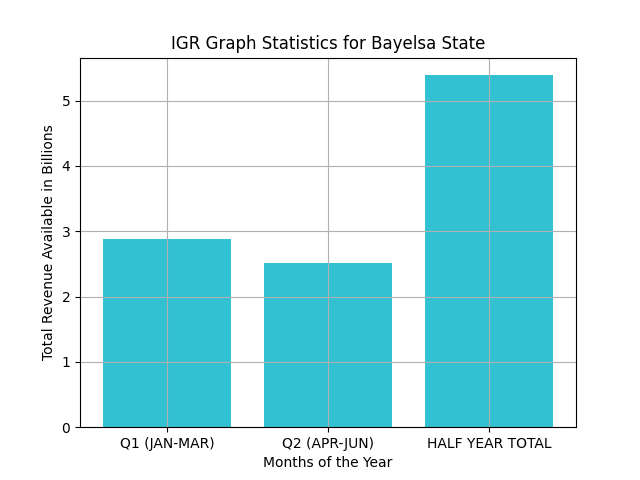 IGR Graph Statistics for Bayelsa State
Total Revenue Available in Billions
5
4
3
2
1
0
Q1 (JAN-MAR)
Q2 (APR-JUN)
HALF YEAR TOTAL
Months of the Year